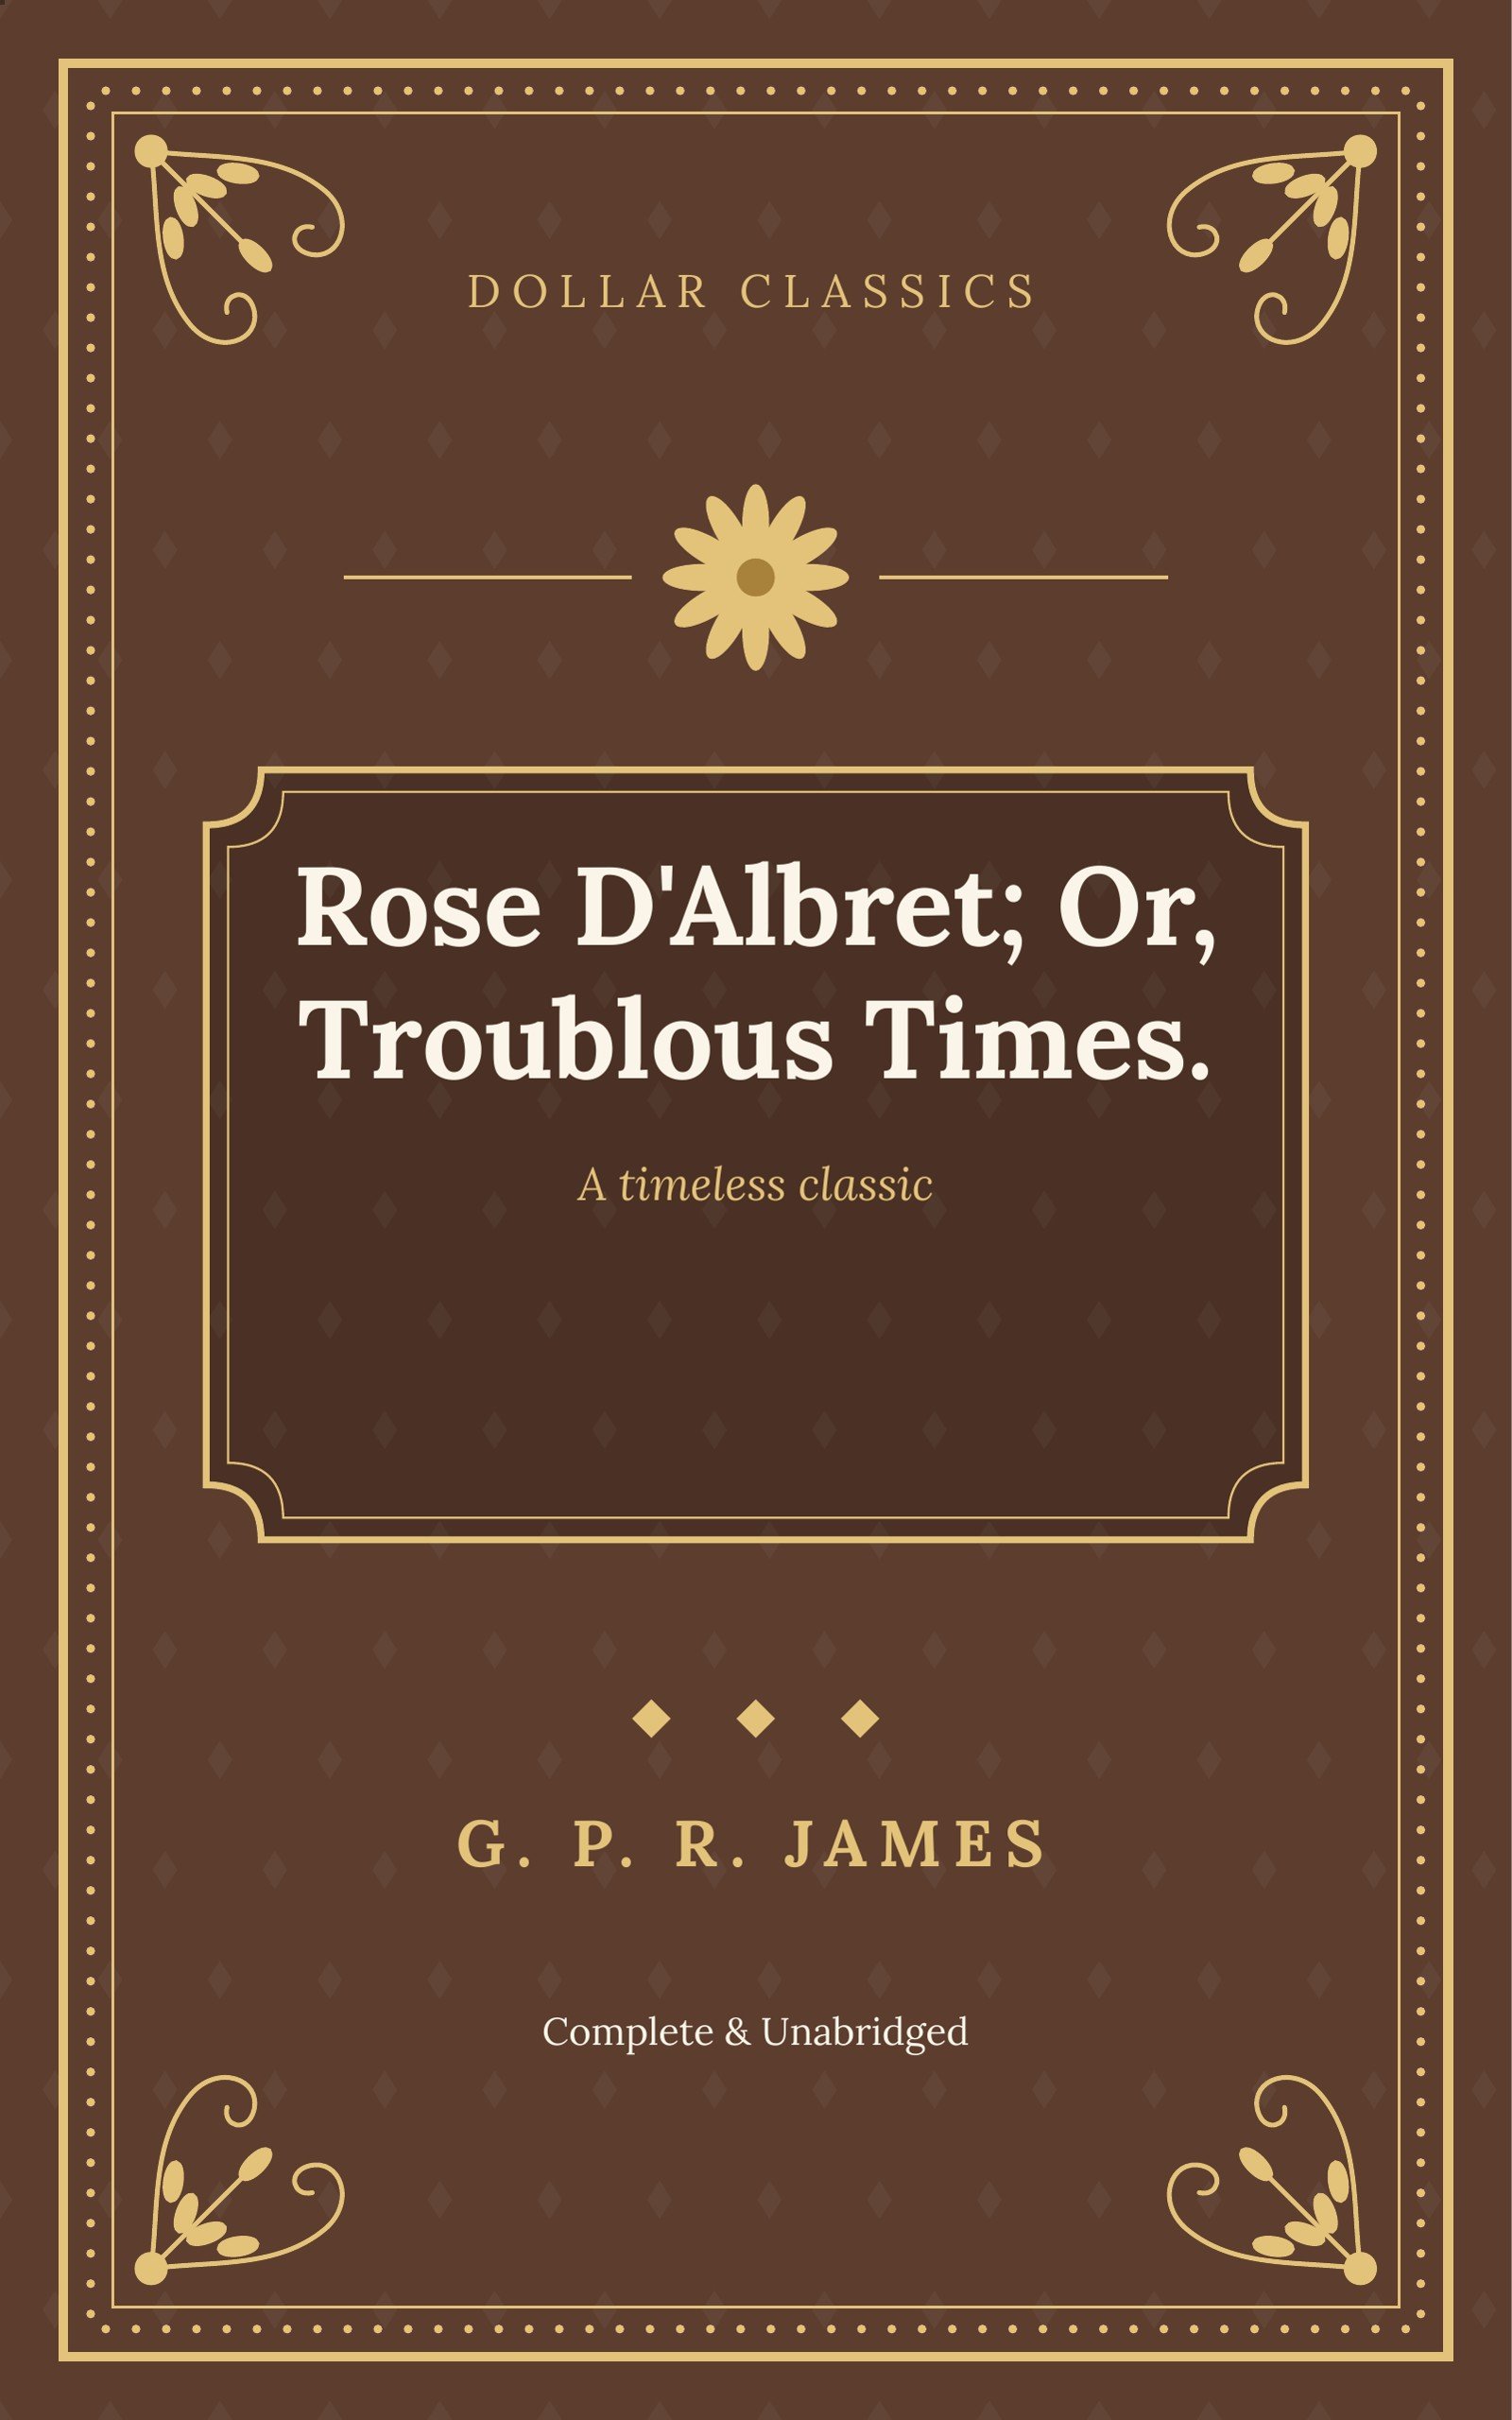 DOLLAR CLASSICS
Rose D'Albret; Or,
Troublous Times.
A timeless classic
G. P. R. JAMES
Complete & Unabridged